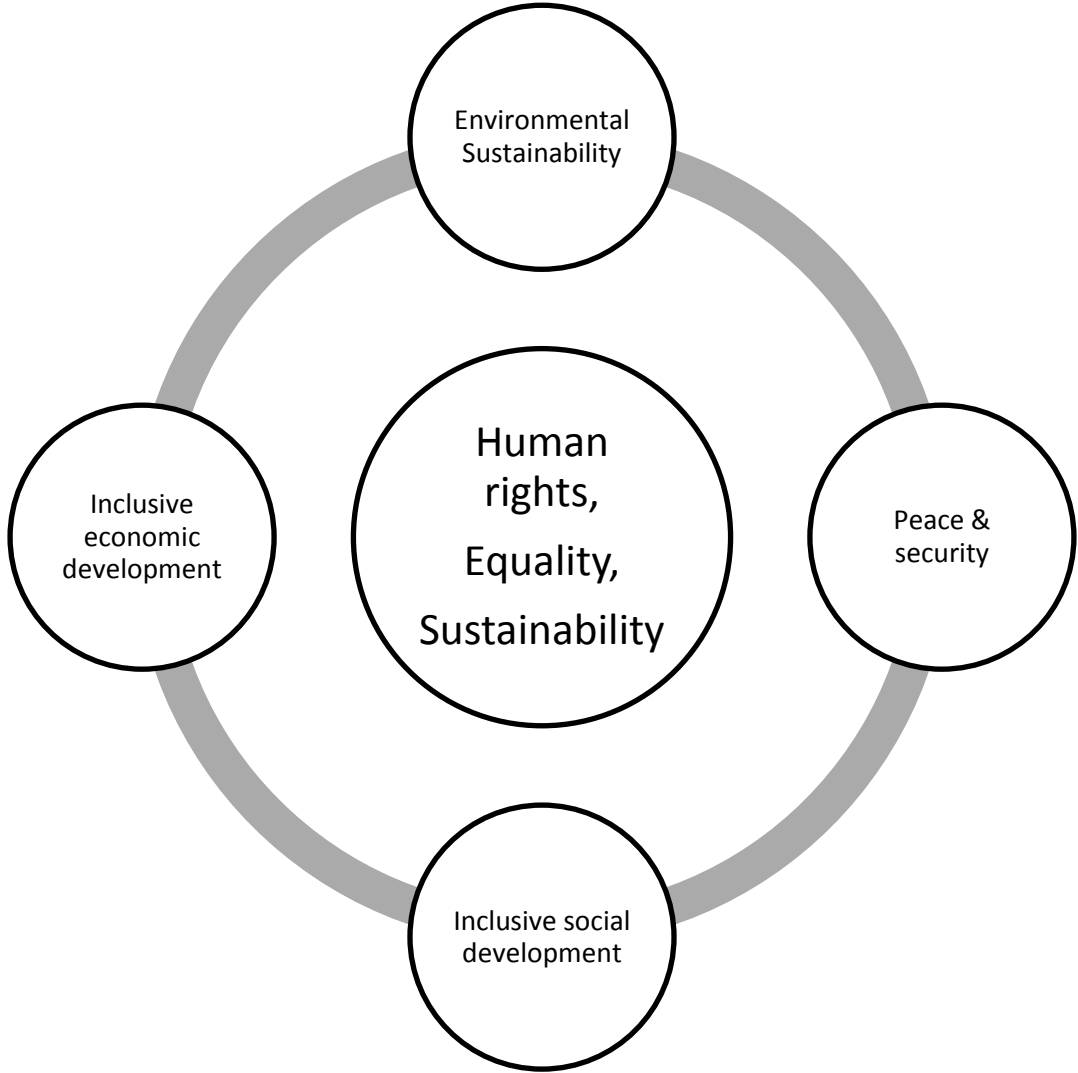 Environmental
Sustainability
Inclusive
economic
development
Human
rights,
Equality,
Sustainability
Peace &
security
Inclusive social
development